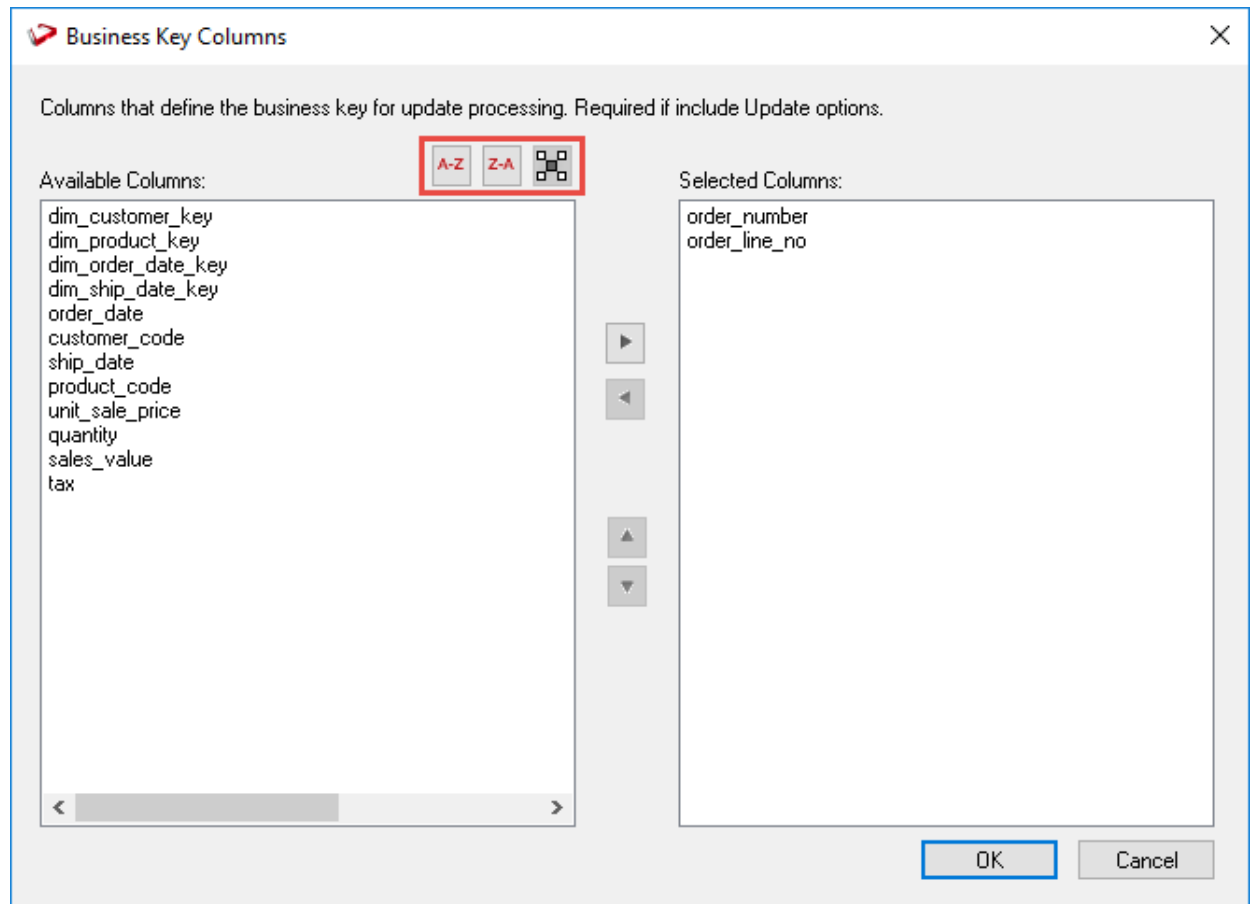 Business Key Columns
Columns that define the business key for update processing. Required if include Update options.
A-Z Z-A
Available Columns:
dim_customer_key
dim_product_key
dim_order_date_key
dim_ship_date_key
order_date
customer_code
ship_date
product_code
unit_sale_price
quantity
sales_value
tax
Selected Columns:
order_number
order_line_no
OK Cancel